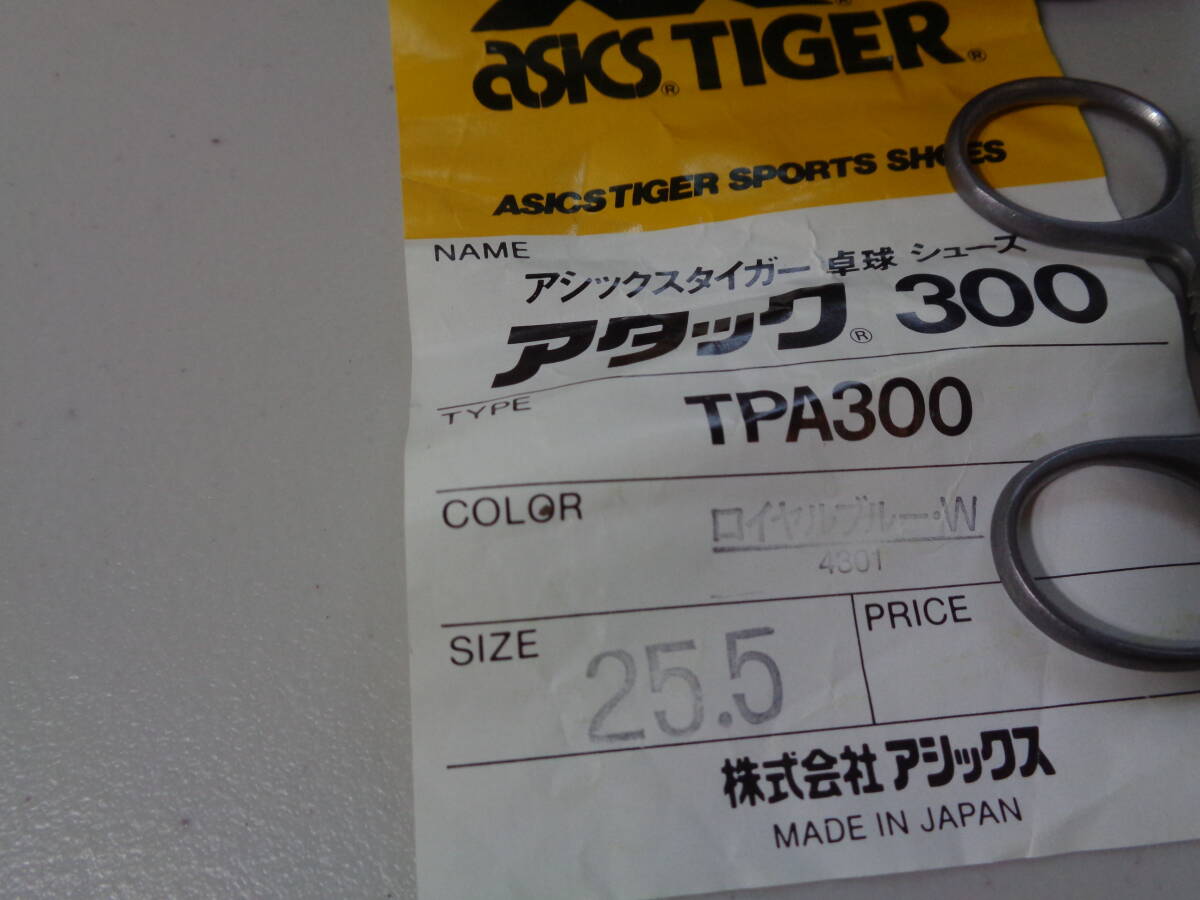 asics® TIGER®
ASICS TIGER SPORTS SHOES
NAME
アシックスタイガー 卓球 シューズ
アタック® 300
TYPE
TPA300
COLOR
ロイヤルブルー・W
4301
SIZE
25.5
PRICE
株式会社 アシックス
MADE IN JAPAN